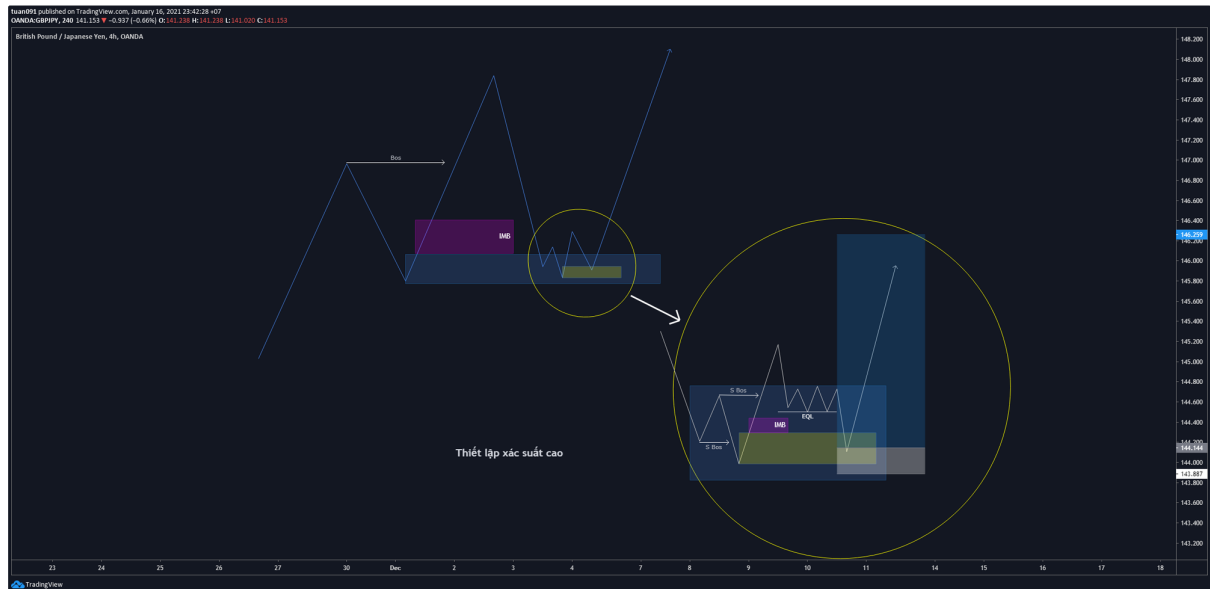 tuan091 published on TradingView.com, January 16, 2021 23:42:28 +07
OANDA:GBPJPY, 240 141.153 ▼ −0.937 (−0.66%) O:141.238 H:141.238 L:141.020 C:141.153
British Pound / Japanese Yen, 4h, OANDA
148.200
148.000
147.800
147.600
147.400
147.200
147.000
146.800
146.600
146.400
146.259
146.200
146.000
145.800
145.600
145.400
145.200
145.000
144.800
144.600
144.400
144.200
144.144
144.000
143.887
143.800
143.600
143.400
143.200
Bos
IMB
S Bos
S Bos
EQL
IMB
Thiết lập xác suất cao
23 24 25 26 27 30 Dec 2 3 4 7 8 9 10 11 14 15 16 17 18
TradingView